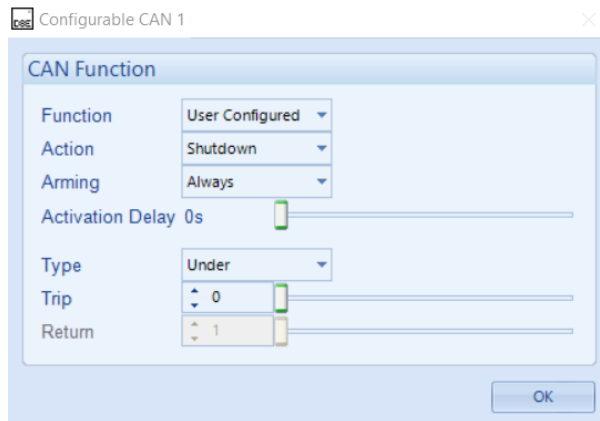 DSE Configurable CAN 1
CAN Function
Function User Configured
Action Shutdown
Arming Always
Activation Delay 0s
Type Under
Trip 0
Return 1
OK